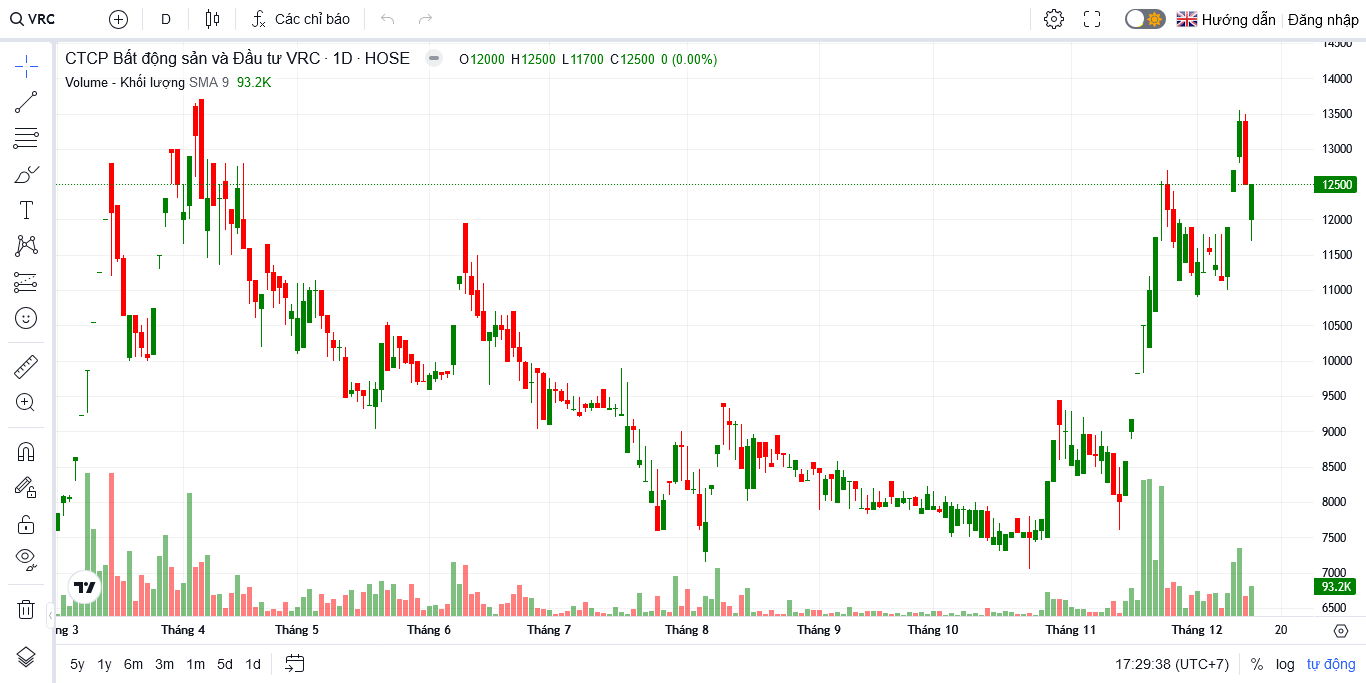 VRC D Các chỉ báo Hướng dẫn Đăng nhập
CTCP Bất động sản và Đầu tư VRC · 1D · HOSE O12000 H12500 L11700 C12500 0 (0.00%)
Volume - Khối lượng SMA 9 93.2K
14500
14000
13500
13000
12500
12000
11500
11000
10500
10000
9500
9000
8500
8000
7500
7000
93.2K
6500
ng 3 Tháng 4 Tháng 5 Tháng 6 Tháng 7 Tháng 8 Tháng 9 Tháng 10 Tháng 11 Tháng 12 20
5y 1y 6m 3m 1m 5d 1d 17:29:38 (UTC+7) % log tự động